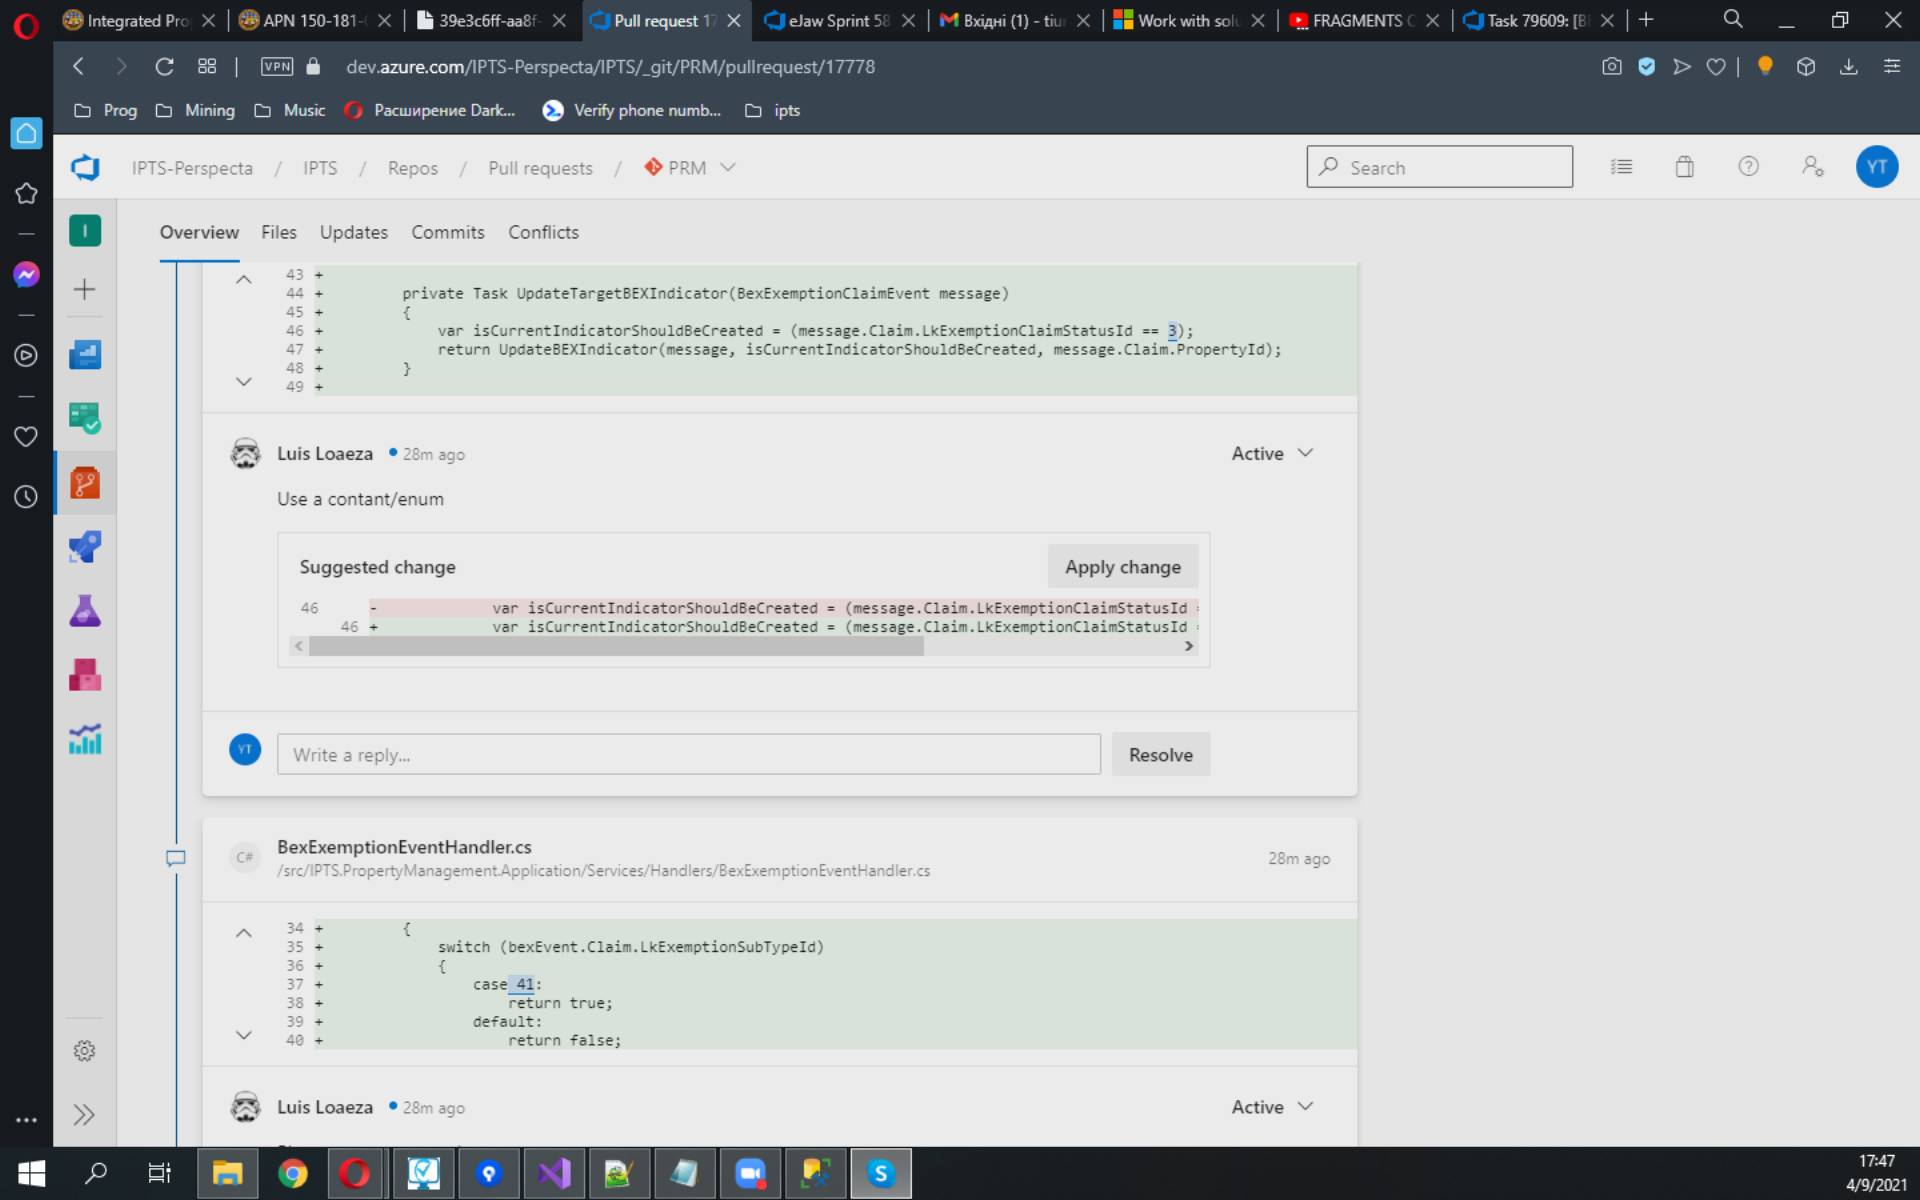 Integrated Pro
APN 150-181-
39e3c6ff-aa8f-
Pull request 17
eJaw Sprint 58
Вхідні (1) - tiur
Work with solu
FRAGMENTS
Task 79609: [B
VPN
dev.azure.com/IPTS-Perspecta/IPTS/_git/PRM/pullrequest/17778
Prog
Mining
Music
Расширение Dark...
Verify phone numb...
ipts
IPTS-Perspecta / IPTS / Repos / Pull requests / PRM
Search
YT
I
Overview Files Updates Commits Conflicts
43 +
44 + private Task UpdateTargetBEXIndicator(BexExemptionClaimEvent message)
45 + {
46 + var isCurrentIndicatorShouldBeCreated = (message.Claim.LkExemptionClaimStatusId == 3);
47 + return UpdateBEXIndicator(message, isCurrentIndicatorShouldBeCreated, message.Claim.PropertyId);
48 + }
49 +
Luis Loaeza 28m ago
Active
Use a contant/enum
Suggested change
Apply change
46 - var isCurrentIndicatorShouldBeCreated = (message.Claim.LkExemptionClaimStatusId
46 + var isCurrentIndicatorShouldBeCreated = (message.Claim.LkExemptionClaimStatusId
YT
Write a reply...
Resolve
C#
BexExemptionEventHandler.cs
/src/IPTS.PropertyManagement.Application/Services/Handlers/BexExemptionEventHandler.cs
28m ago
34 + {
35 + switch (bexEvent.Claim.LkExemptionSubTypeId)
36 + {
37 + case 41:
38 + return true;
39 + default:
40 + return false;
Luis Loaeza 28m ago
Active
17:47
4/9/2021